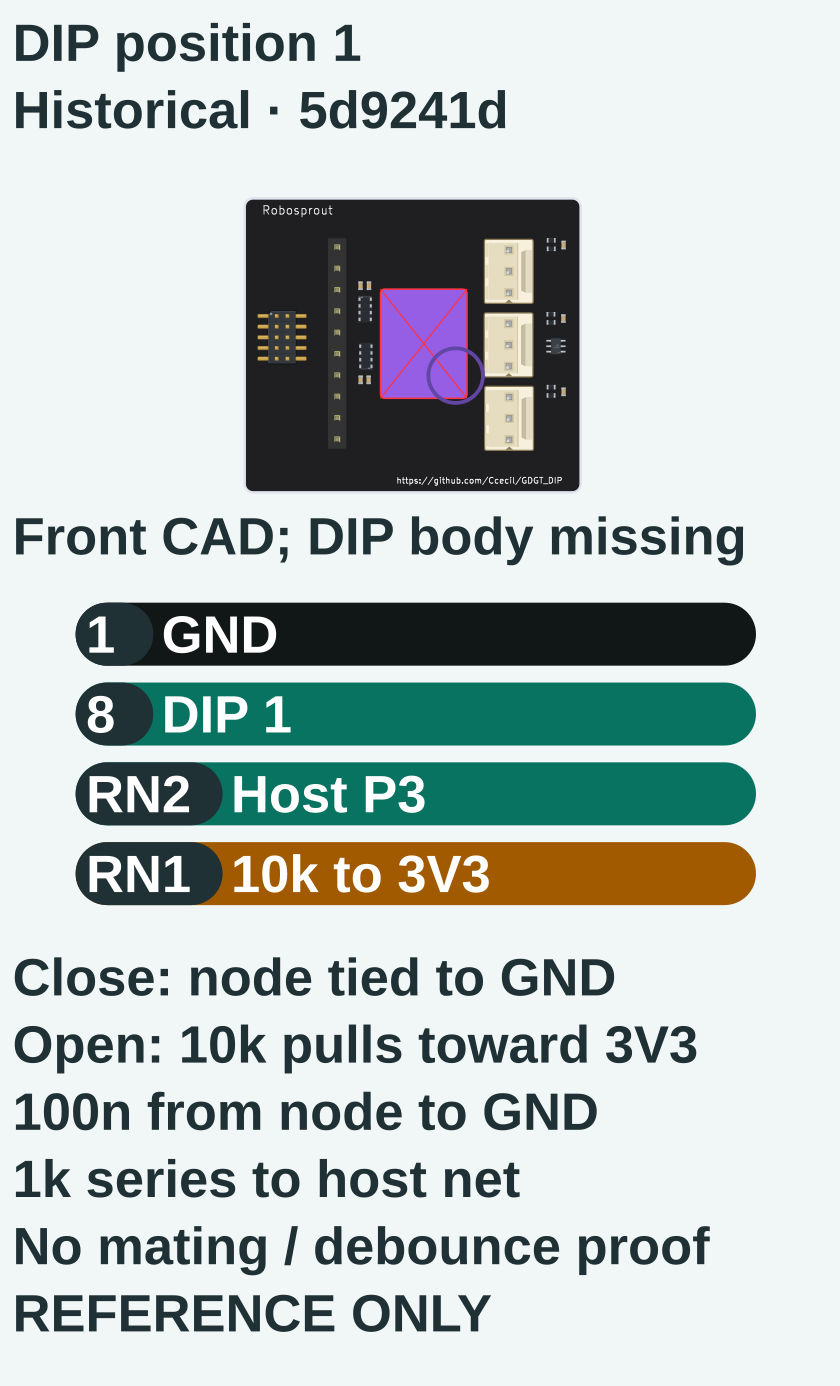 DIP position 1
Historical · 5d9241d
Robosprout
https://github.com/Ccecil/GDGT_DIP
Front CAD; DIP body missing
1 GND
8 DIP 1
RN2 Host P3
RN1 10k to 3V3
Close: node tied to GND
Open: 10k pulls toward 3V3
100n from node to GND
1k series to host net
No mating / debounce proof
REFERENCE ONLY